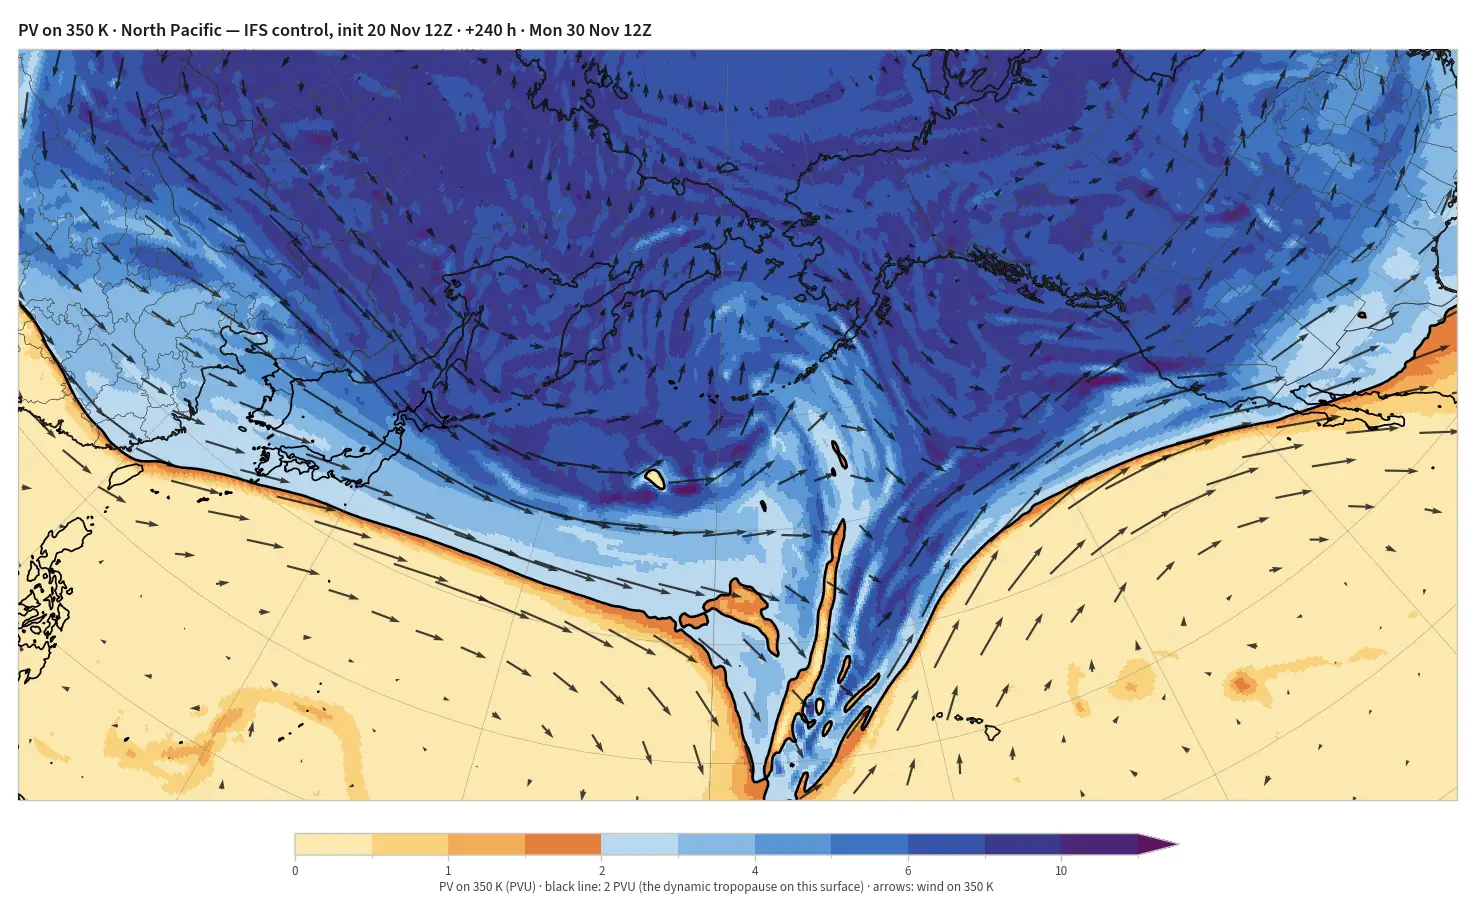 PV on 350 K · North Pacific — IFS control, init 20 Nov 12Z · +240 h · Mon 30 Nov 12Z
0 1 2 4 6 10
PV on 350 K (PVU) · black line: 2 PVU (the dynamic tropopause on this surface) · arrows: wind on 350 K